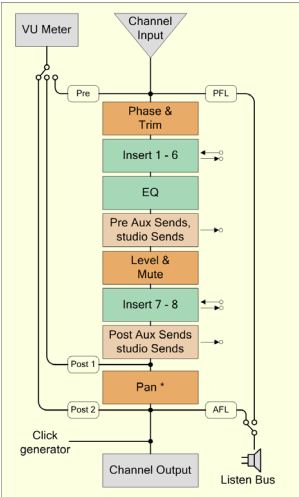 VU Meter
Channel
Input
Pre
PFL
Phase &
Trim
Insert 1 - 6
EQ
Pre Aux Sends,
studio Sends
Level &
Mute
Insert 7 - 8
Post Aux Sends
studio Sends
Post 1
Pan *
Post 2
AFL
Click
generator
Channel Output
Listen Bus